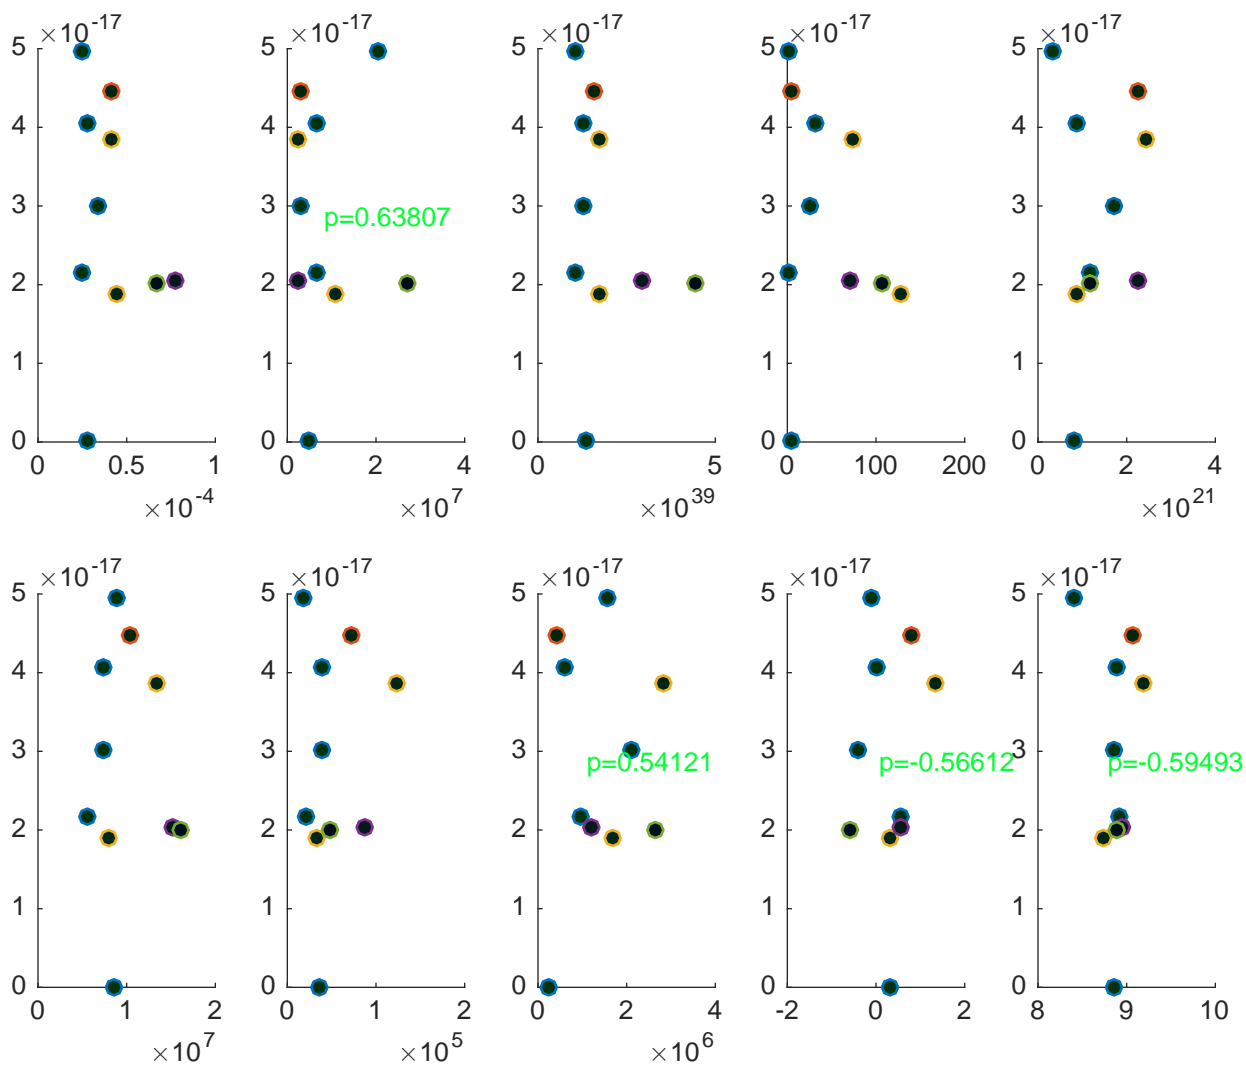 ×10^-17 ×10^-17 ×10^-17 ×10^-17 ×10^-17
5 5 5 5 5
4 4 4 4 4
3 3 3 3 3
p=0.63807
2 2 2 2 2
1 1 1 1 1
0 0 0 0 0
0 0.5 1 0 2 4 0 5 0 100 200 0 2 4
×10^-4 ×10^7 ×10^39 ×10^21
×10^-17 ×10^-17 ×10^-17 ×10^-17 ×10^-17
5 5 5 5 5
4 4 4 4 4
3 3 3 3 3
p=0.54121 p=-0.56612 p=-0.59493
2 2 2 2 2
1 1 1 1 1
0 0 0 0 0
0 1 2 0 1 2 0 2 4 -2 0 2 8 9 10
×10^7 ×10^5 ×10^6